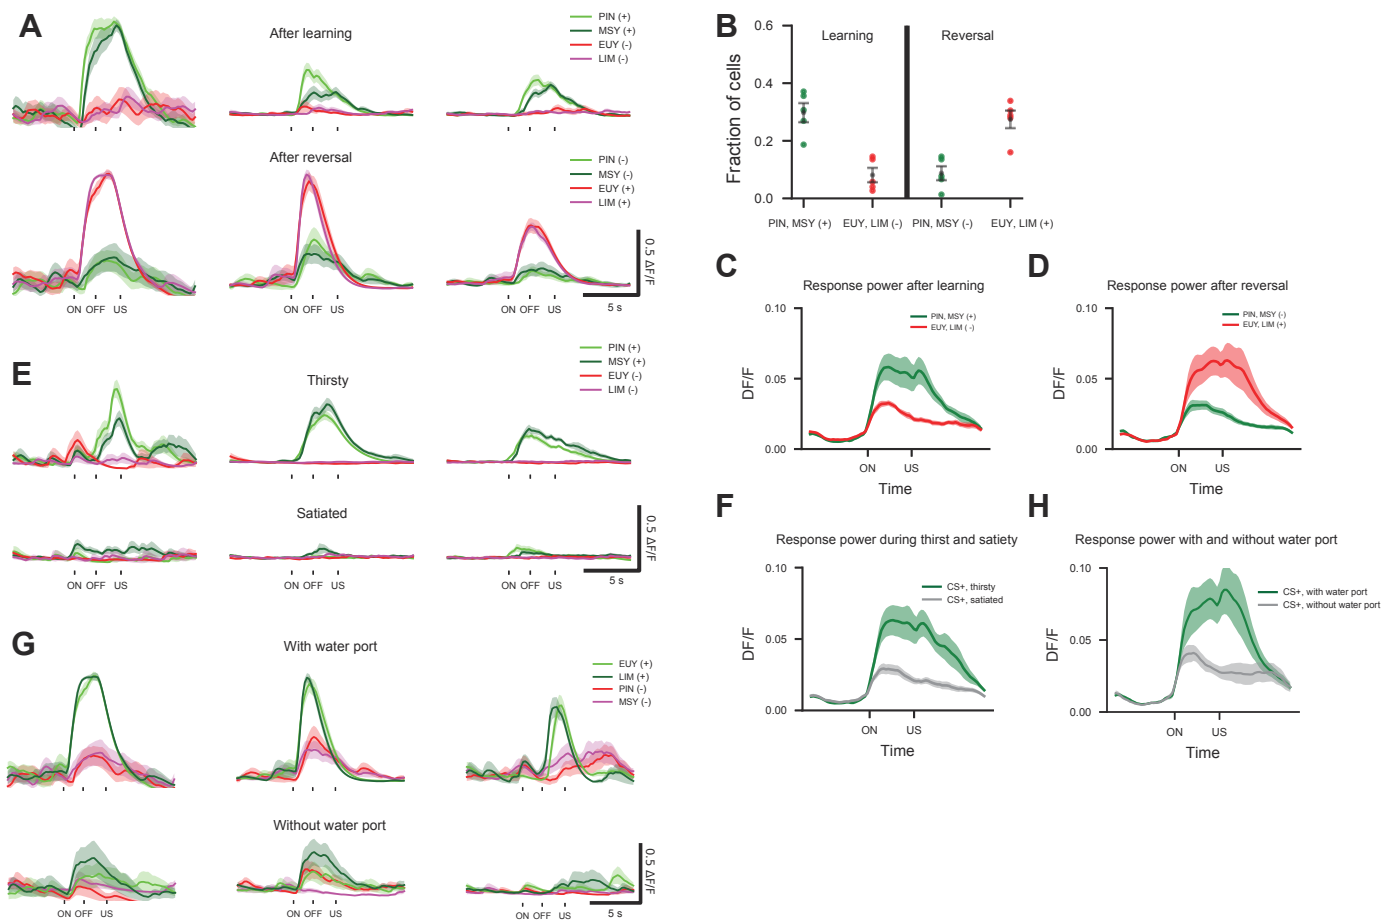 A
After learning
PIN (+)
MSY (+)
EUY (-)
LIM (-)
After reversal
PIN (-)
MSY (-)
EUY (+)
LIM (+)
0.5 ΔF/F
5 s
ON OFF US
ON OFF US
ON OFF US
B
Fraction of cells
0.6
0.4
0.2
0.0
Learning
Reversal
PIN, MSY (+)
EUY, LIM (-)
PIN, MSY (-)
EUY, LIM (+)
C
Response power after learning
PIN, MSY (+)
EUY, LIM ( -)
DF/F
0.10
0.05
0.00
ON
US
Time
D
Response power after reversal
PIN, MSY (-)
EUY, LIM (+)
DF/F
0.10
0.05
0.00
ON
US
Time
E
Thirsty
PIN (+)
MSY (+)
EUY (-)
LIM (-)
Satiated
0.5 ΔF/F
5 s
ON OFF US
ON OFF US
ON OFF US
F
Response power during thirst and satiety
CS+, thirsty
CS+, satiated
DF/F
0.10
0.05
0.00
ON
US
Time
H
Response power with and without water port
CS+, with water port
CS+, without water port
DF/F
0.10
0.05
0.00
ON
US
Time
G
With water port
EUY (+)
LIM (+)
PIN (-)
MSY (-)
Without water port
0.5 ΔF/F
5 s
ON OFF US
ON OFF US
ON OFF US